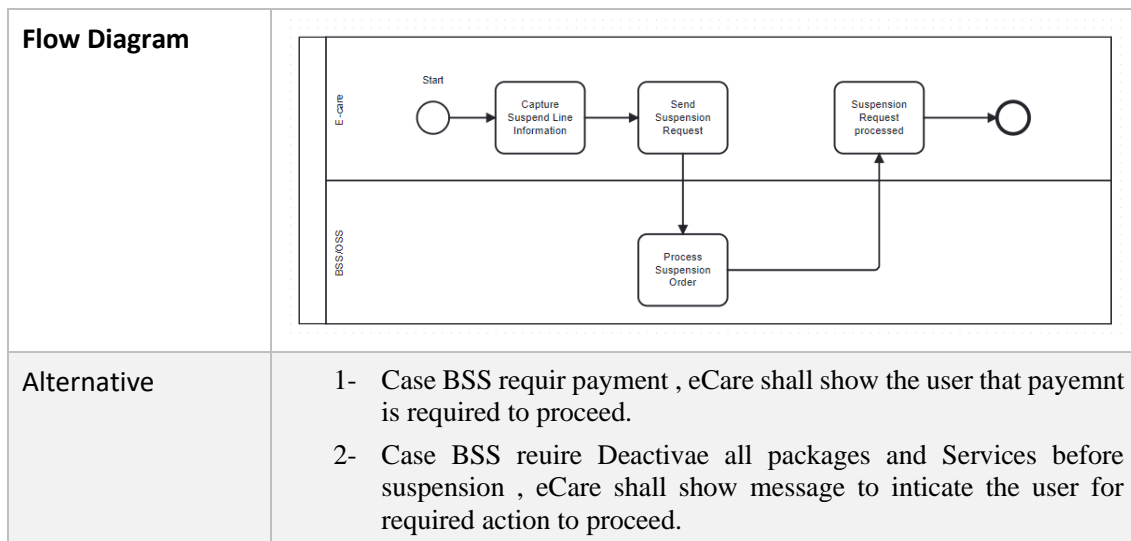 Flow Diagram
Start
E-care
Capture
Suspend Line
Information
Send
Suspension
Request
Suspension
Request
processed
BSS/OSS
Process
Suspension
Order
Alternative
1- Case BSS requir payment , eCare shall show the user that payemnt
is required to proceed.
2- Case BSS reuire Deactivae all packages and Services before
suspension , eCare shall show message to inticate the user for
required action to proceed.